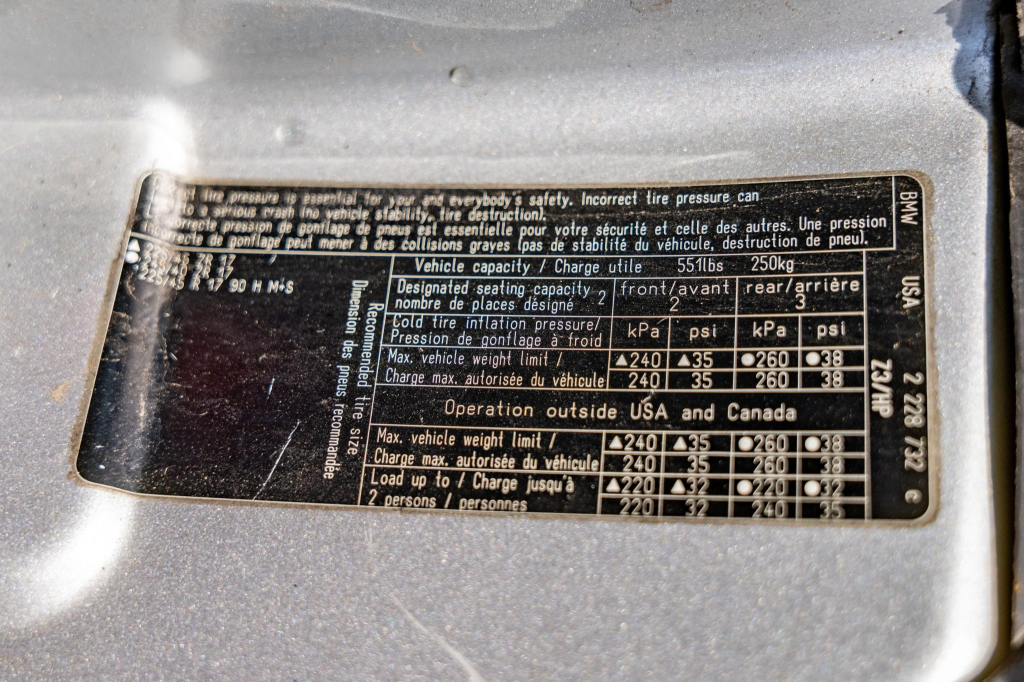 tire pressure is essential for your and everybody's safety. Incorrect tire pressure can
to a serious crash (no vehicle stability, tire destruction).
pression de gonflage de pneus est essentielle pour votre sécurité et celle des autres. Une pression
incorrecte de gonflage peut mener à des collisions graves (pas de stabilité du véhicule, destruction de pneu).
BMW
USA
Z3/HP
2 228 732 c
R 17
R 17
225/45 R 17 90 H M+S
Recommended tire size
Dimension des pneus recommandée
Vehicle capacity / Charge utile 551lbs 250kg
Designated seating capacity
nombre de places désigné 2
front/avant rear/arrière
2 3
Cold tire inflation pressure/
Pression de gonflage à froid
kPa psi kPa psi
Max. vehicle weight limit / ▲240 ▲35 ●260 ●38
Charge max. autorisée du véhicule 240 35 260 38
Operation outside USA and Canada
Max. vehicle weight limit / ▲240 ▲35 ●260 ●38
Charge max. autorisée du véhicule 240 35 260 38
Load up to / Charge jusqu'à ▲220 ▲32 ●220 ●32
2 persons / personnes 220 32 240 35